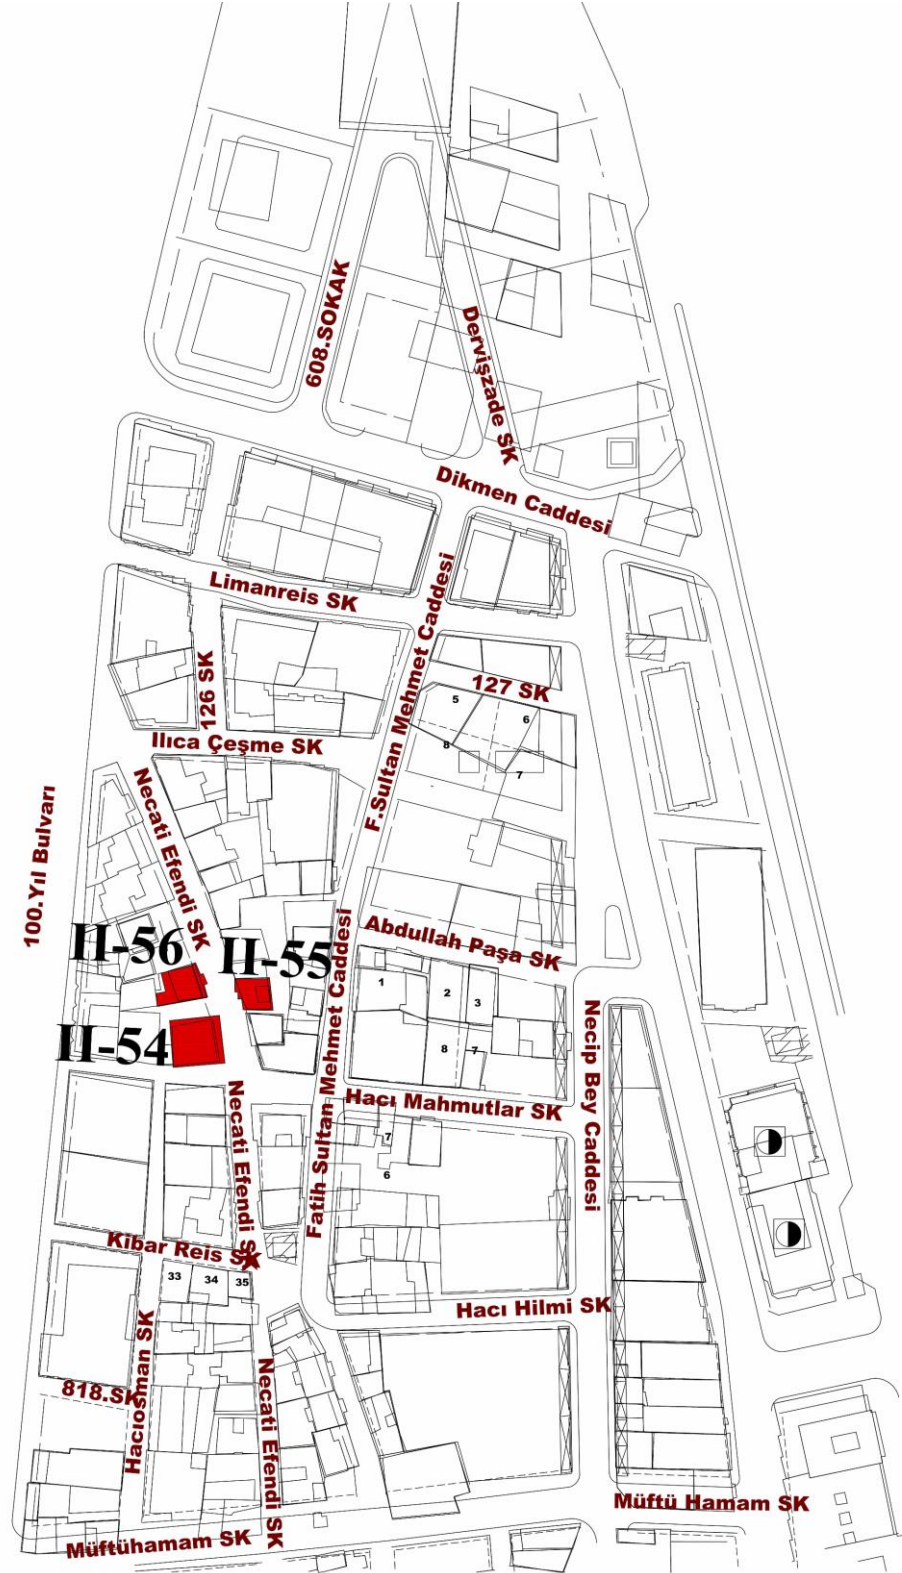 608.SOKAK
Dervişzade SK
Dikmen Caddesi
Limanreis SK
F.Sultan Mehmet Caddesi
126 SK
127 SK
5
6
8
7
Ilıca Çeşme SK
Necati Efendi SK
100.Yıl Bulvarı
Abdullah Paşa SK
II-56
II-55
Fatih Sultan Mehmet Caddesi
1
2
3
8
7
II-54
Necip Bey Caddesi
Hacı Mahmutlar SK
Necati Efendi SK
7
6
Kibar Reis SK
33
34
35
Hacı Hilmi SK
Hacıosman SK
818.SK
Necati Efendi SK
Müftü Hamam SK
Müftühamam SK